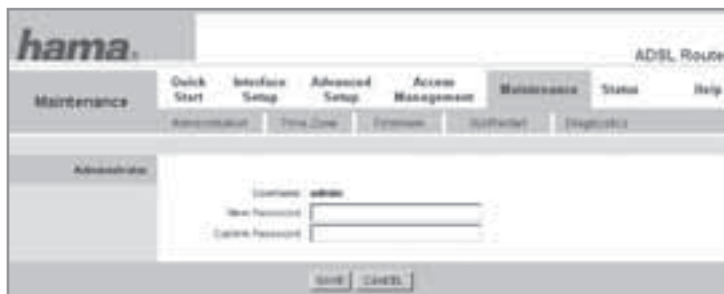 hama.
ADSL Route
Maintenance
Quick Start
Interface Setup
Advanced Setup
Access Management
Maintenance
Status
Help
Administration
Time Zone
Firmware
SysRestart
Diagnostics
Administrator
Username: admin
New Password:
Confirm Password:
SAVE
CANCEL